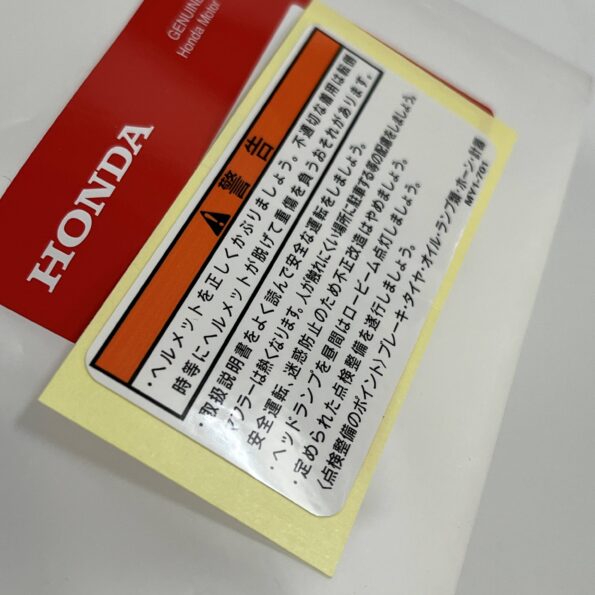 GENUINE
Honda Motor
HONDA
警告
・ヘルメットを正しくかぶりましょう。不適切な着用は転倒
時等にヘルメットが脱げて重傷を負うおそれがあります。
・取扱説明書をよく読んで安全な運転をしましょう。
マフラーは熱くなります。人が触れにくい場所に駐車する等の配慮をしましょう。
安全運転、迷惑防止のため不正改造はやめましょう。
・ヘッドランプを昼間はロービーム点灯しましょう。
・定められた点検整備を遂行しましょう。
〈点検整備のポイント〉ブレーキ・タイヤ・オイル・ランプ類・ホーン・計器
MY1-701